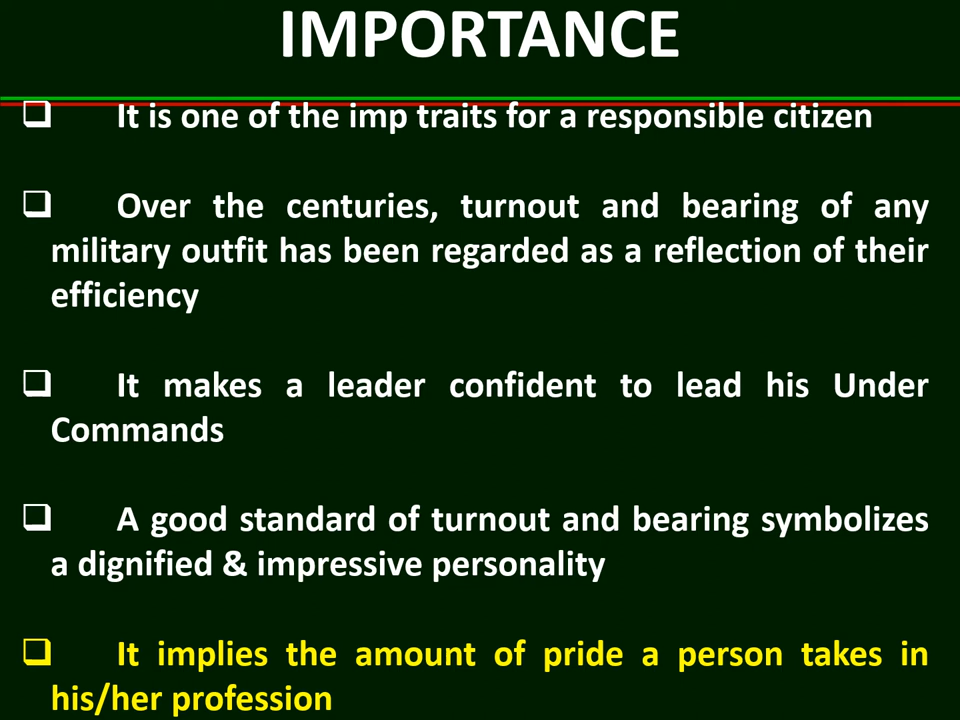 IMPORTANCE
❑ It is one of the imp traits for a responsible citizen
❑ Over the centuries, turnout and bearing of any
military outfit has been regarded as a reflection of their
efficiency
❑ It makes a leader confident to lead his Under
Commands
❑ A good standard of turnout and bearing symbolizes
a dignified & impressive personality
❑ It implies the amount of pride a person takes in
his/her profession